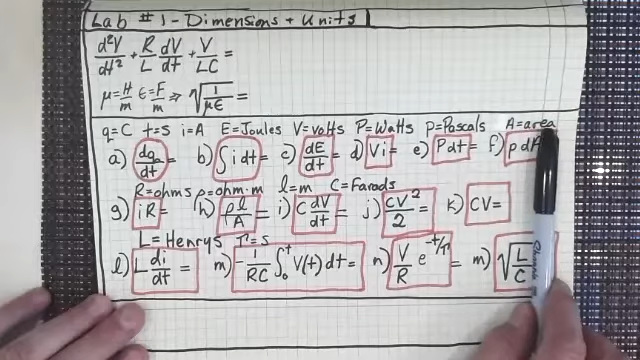 Lab #1 - Dimensions + Units
d²V/dt² + R/L dV/dt + V/LC =
μ=H/m ε=F/m ⇒ √(1/με) =
q=C t=s i=A E=Joules V=volts P=Watts p=Pascals A=area
a) dq/dt = b) ∫i dt = c) dE/dt = d) Vi = e) Pdt = f) pdA
R=ohms ρ=ohm·m l=m C=Farads
g) iR = h) ρl/A = i) C dV/dt = j) CV²/2 = k) CV=
L=Henrys τ=s
l) L di/dt = m) -1/RC ∫₀ᵗ V(t) dt = n) V/R e^(-t/τ) = m) √(L/C)